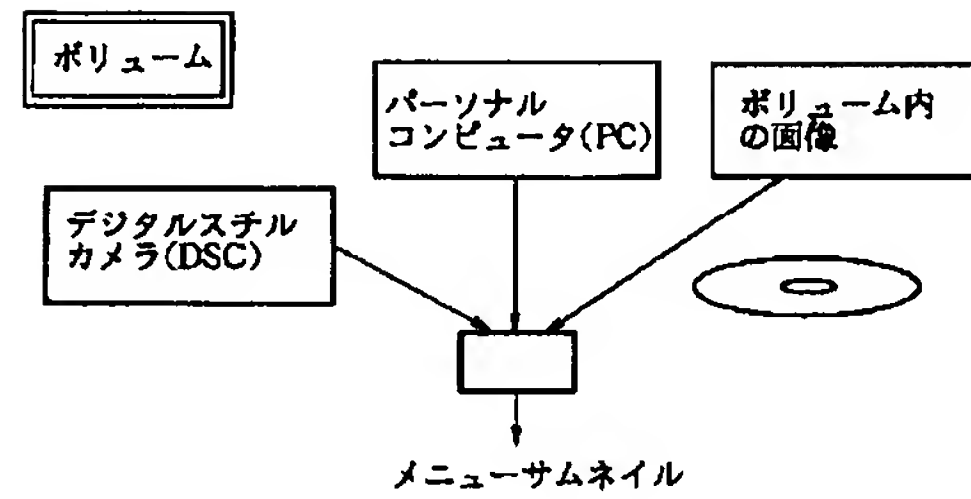 ボリューム
パーソナル
コンピュータ(PC)
ボリューム内
の画像
デジタルスチル
カメラ(DSC)
メニューサムネイル